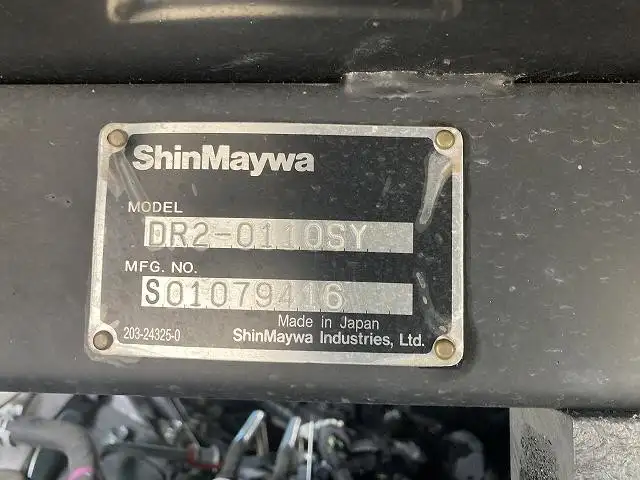 ShinMaywa
MODEL
DR2-0110SY
MFG. NO.
S01079416
Made in Japan
203-24325-0 ShinMaywa Industries, Ltd.